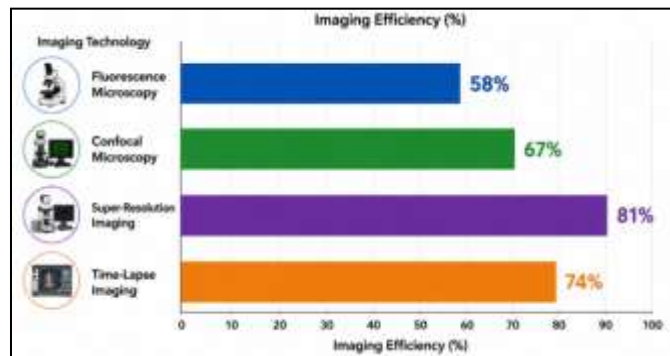 Imaging Efficiency (%)
Imaging Technology
Fluorescence
Microscopy
58%
Confocal
Microscopy
67%
Super-Resolution
Imaging
81%
Time-Lapse
Imaging
74%
0 10 20 30 40 50 60 70 80 90 100
Imaging Efficiency (%)